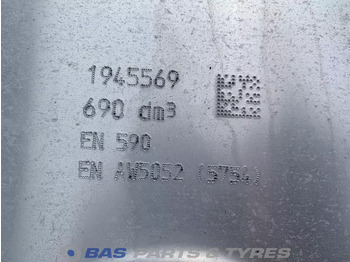 1945569
690 dm³
EN 590
EN AW5052 (5754)
BAS PARTS & TYRES